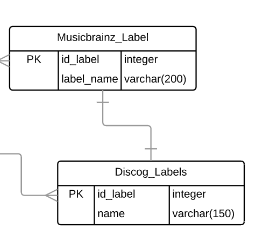 Musicbrainz_Label
PK id_label integer
label_name varchar(200)
Discog_Labels
PK id_label integer
name varchar(150)